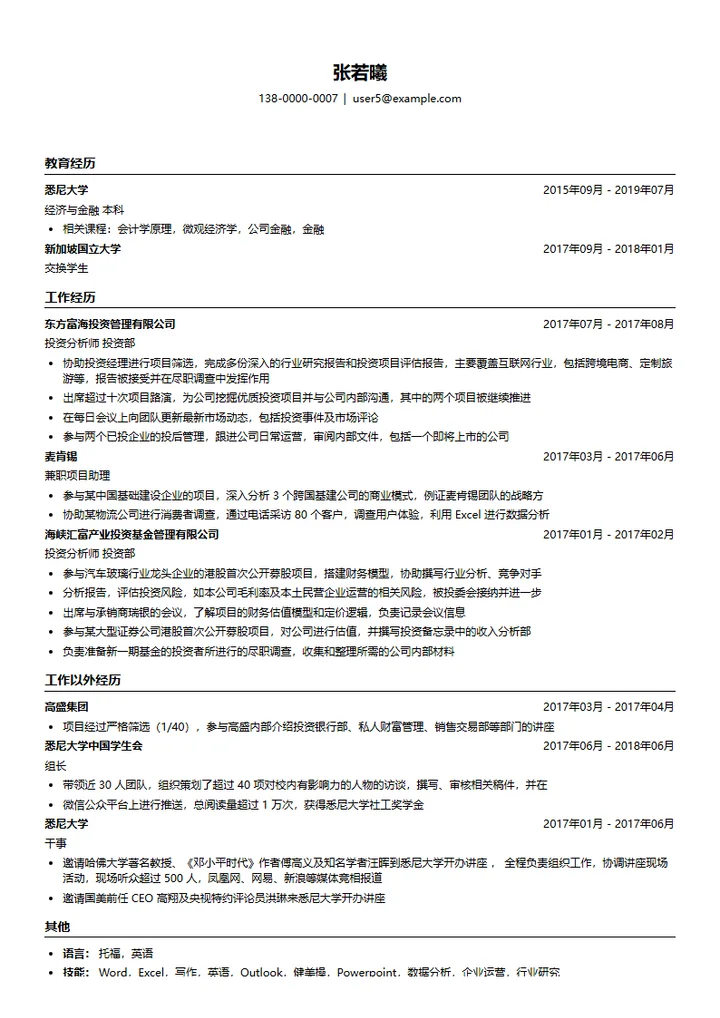 张若曦
138-0000-0007 | user5@example.com
教育经历
悉尼大学 2015年09月 - 2019年07月
经济与金融 本科
• 相关课程：会计学原理，微观经济学，公司金融，金融
新加坡国立大学 2017年09月 - 2018年01月
交换学生
工作经历
东方富海投资管理有限公司 2017年07月 - 2017年08月
投资分析师 投资部
• 协助投资经理进行项目筛选，完成多份深入的行业研究报告和投资项目评估报告，主要覆盖互联网行业，包括跨境电商、定制旅
游等，报告被接受并在尽职调查中发挥作用
• 出席超过十次项目路演，为公司挖掘优质投资项目并与公司内部沟通，其中的两个项目被继续推进
• 在每日会议上向团队更新最新市场动态，包括投资事件及市场评论
• 参与两个已投企业的投后管理，跟进公司日常运营，审阅内部文件，包括一个即将上市的公司
麦肯锡 2017年03月 - 2017年06月
兼职项目助理
• 参与某中国基础建设企业的项目，深入分析 3 个跨国基建公司的商业模式，例证麦肯锡团队的战略方
• 协助某物流公司进行消费者调查，通过电话采访 80 个客户，调查用户体验，利用 Excel 进行数据分析
海峡汇富产业投资基金管理有限公司 2017年01月 - 2017年02月
投资分析师 投资部
• 参与汽车玻璃行业龙头企业的港股首次公开募股项目，搭建财务模型，协助撰写行业分析、竞争对手
• 分析报告，评估投资风险，如本公司毛利率及本土民营企业运营的相关风险，被投委会接纳并进一步
• 出席与承销商瑞银的会议，了解项目的财务估值模型和定价逻辑，负责记录会议信息
• 参与某大型证券公司港股首次公开募股项目，对公司进行估值，并撰写投资备忘录中的收入分析部
• 负责准备新一期基金的投资者所进行的尽职调查，收集和整理所需的公司内部材料
工作以外经历
高盛集团 2017年03月 - 2017年04月
• 项目经过严格筛选（1/40），参与高盛内部介绍投资银行部、私人财富管理、销售交易部等部门的讲座
悉尼大学中国学生会 2017年06月 - 2018年06月
组长
• 带领近 30 人团队，组织策划了超过 40 项对校内有影响力的人物的访谈，撰写、审核相关稿件，并在
• 微信公众平台上进行推送，总阅读量超过 1 万次，获得悉尼大学社工奖学金
悉尼大学 2017年01月 - 2017年06月
干事
• 邀请哈佛大学著名教授、《邓小平时代》作者傅高义及知名学者汪晖到悉尼大学开办讲座 ， 全程负责组织工作，协调讲座现场
活动，现场听众超过 500 人，凤凰网、网易、新浪等媒体竞相报道
• 邀请国美前任 CEO 高翔及央视特约评论员洪琳来悉尼大学开办讲座
其他
• 语言： 托福，英语
• 技能： Word，Excel，写作，英语，Outlook，健美操，Powerpoint，数据分析，企业运营，行业研究